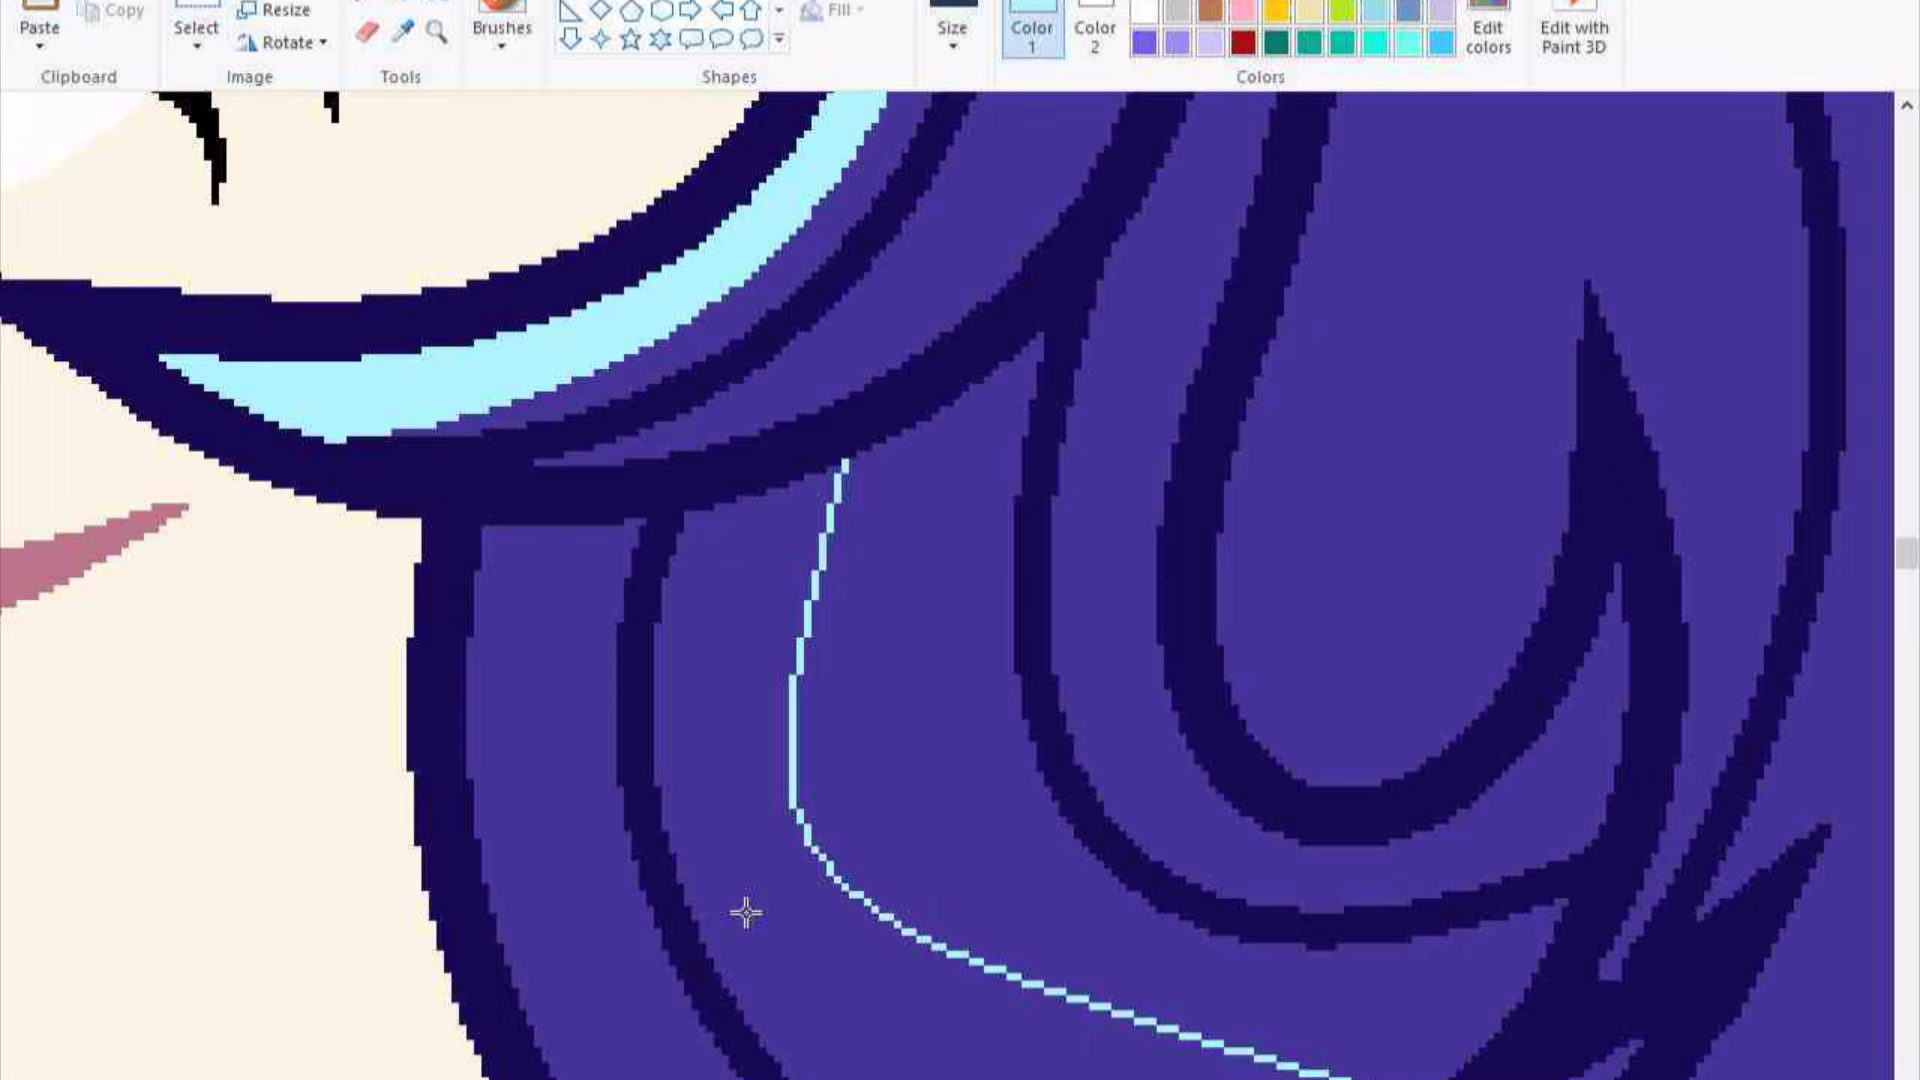 Paste
Copy
Select
Resize
Rotate
Brushes
Fill
Size
Color 1
Color 2
Edit colors
Edit with Paint 3D
Clipboard
Image
Tools
Shapes
Colors